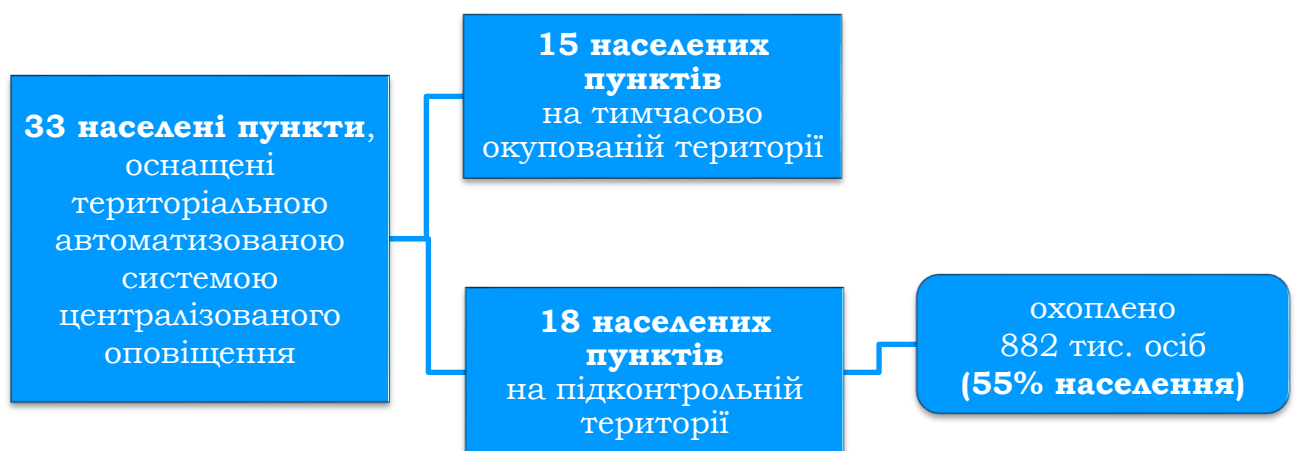 33 населені пункти,
оснащені
територіальною
автоматизованою
системою
централізованого
оповіщення
15 населених
пунктів
на тимчасово
окупованій території
18 населених
пунктів
на підконтрольній
території
охоплено
882 тис. осіб
(55% населення)